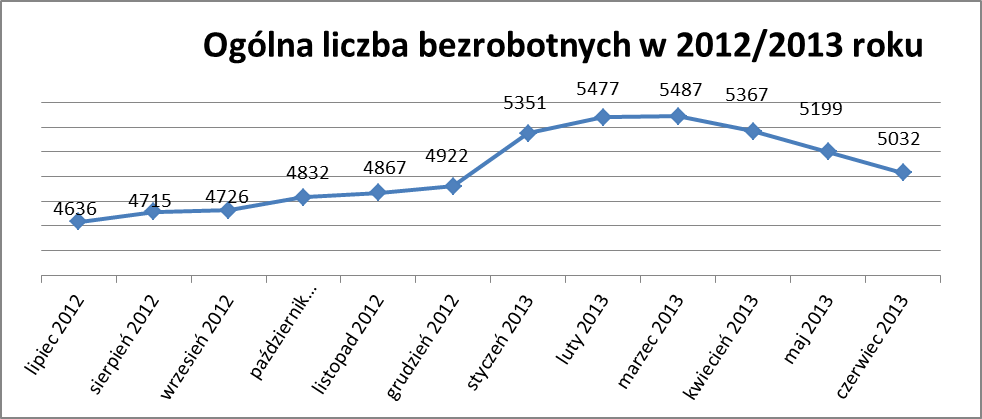 Ogólna liczba bezrobotnych w 2012/2013 roku
4636
4715
4726
4832
4867
4922
5351
5477
5487
5367
5199
5032
lipiec 2012
sierpień 2012
wrzesień 2012
październik...
listopad 2012
grudzień 2012
styczeń 2013
luty 2013
marzec 2013
kwiecień 2013
maj 2013
czerwiec 2013